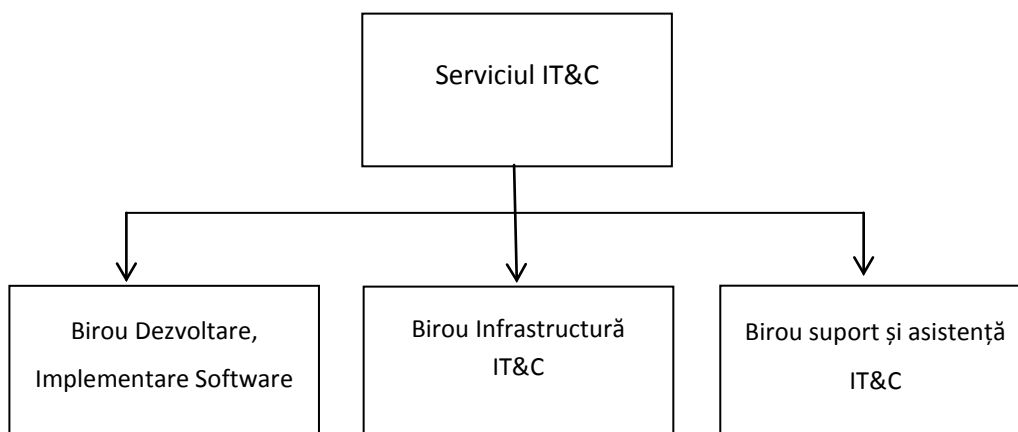 Serviciul IT&C
Birou Dezvoltare,
Implementare Software
Birou Infrastructură
IT&C
Birou suport și asistență
IT&C